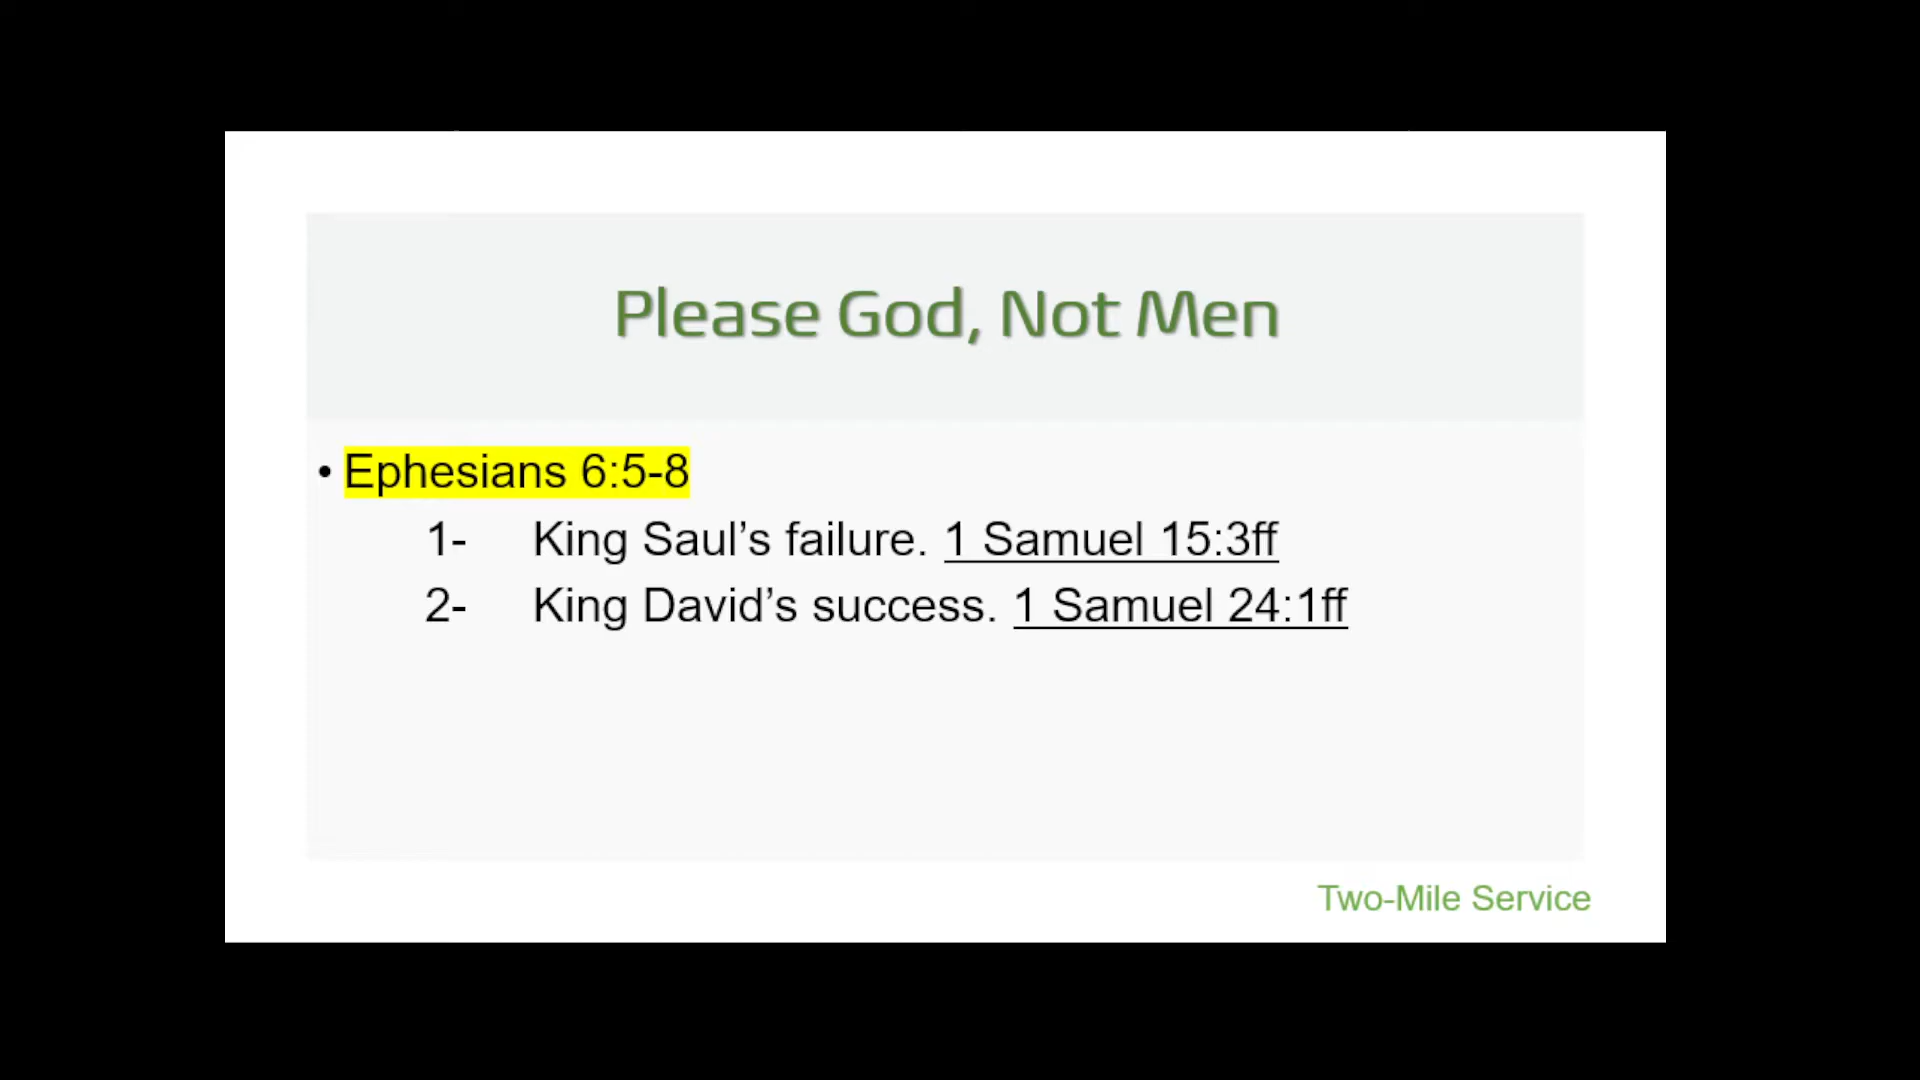 Please God, Not Men
• Ephesians 6:5-8
1- King Saul’s failure. 1 Samuel 15:3ff
2- King David’s success. 1 Samuel 24:1ff
Two-Mile Service